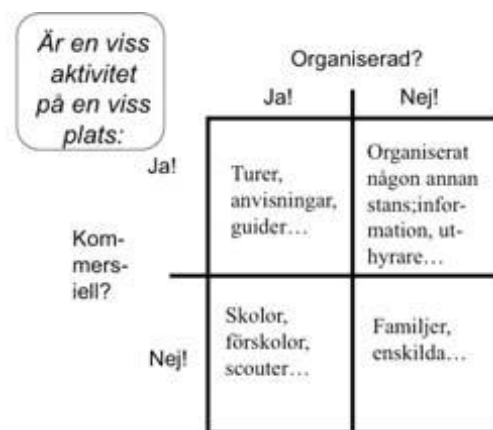 Är en viss
aktivitet
på en viss
plats:
Organiserad?
Ja!
Nej!
Ja!
Turer,
anvisningar,
guider…
Organiserat
någon annan
stans;infor-
mation, ut-
hyrare…
Kom-
mers-
iell?
Nej!
Skolor,
förskolor,
scouter…
Familjer,
enskilda…